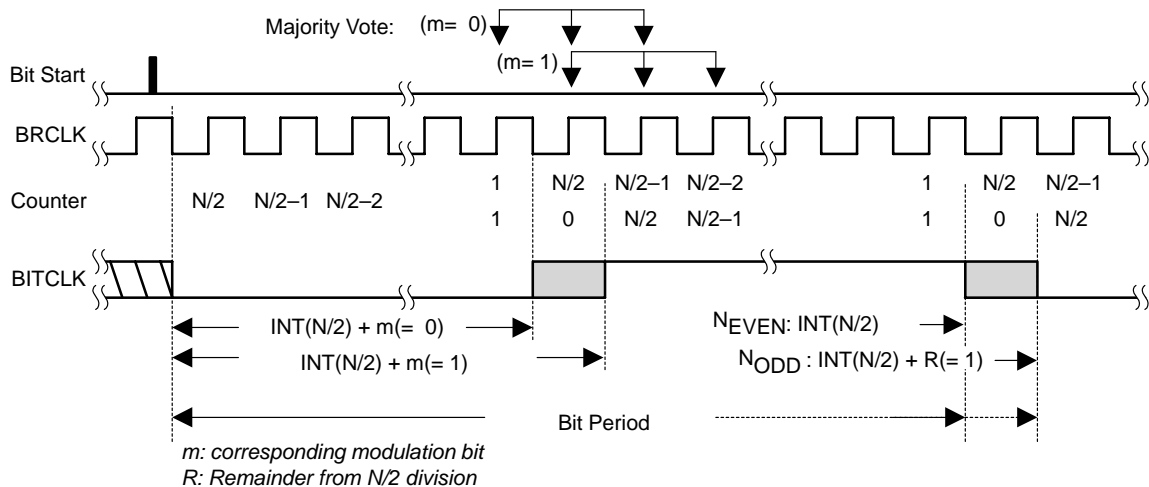 Majority Vote: (m= 0)
(m= 1)
Bit Start
BRCLK
Counter
N/2 N/2–1 N/2–2 1 N/2 N/2–1 N/2–2 1 N/2 N/2–1
1 0 N/2 N/2–1 1 0 N/2
BITCLK
INT(N/2) + m(= 0)
NEVEN: INT(N/2)
INT(N/2) + m(= 1)
NODD : INT(N/2) + R(= 1)
Bit Period
m: corresponding modulation bit
R: Remainder from N/2 division